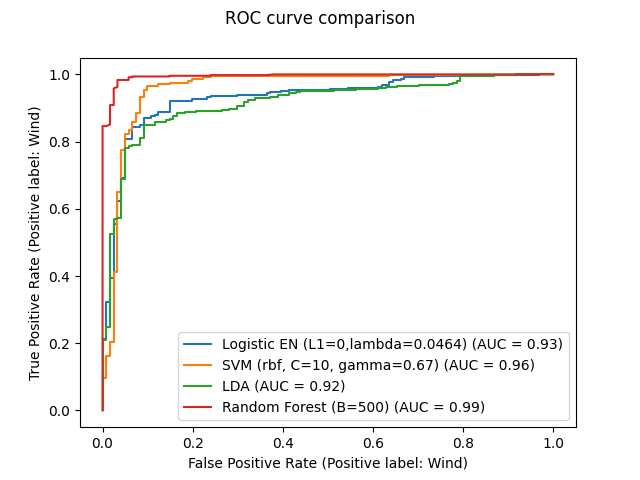 ROC curve comparison
True Positive Rate (Positive label: Wind)
1.0
0.8
0.6
0.4
0.2
0.0
Logistic EN (L1=0,lambda=0.0464) (AUC = 0.93)
SVM (rbf, C=10, gamma=0.67) (AUC = 0.96)
LDA (AUC = 0.92)
Random Forest (B=500) (AUC = 0.99)
0.0 0.2 0.4 0.6 0.8 1.0
False Positive Rate (Positive label: Wind)